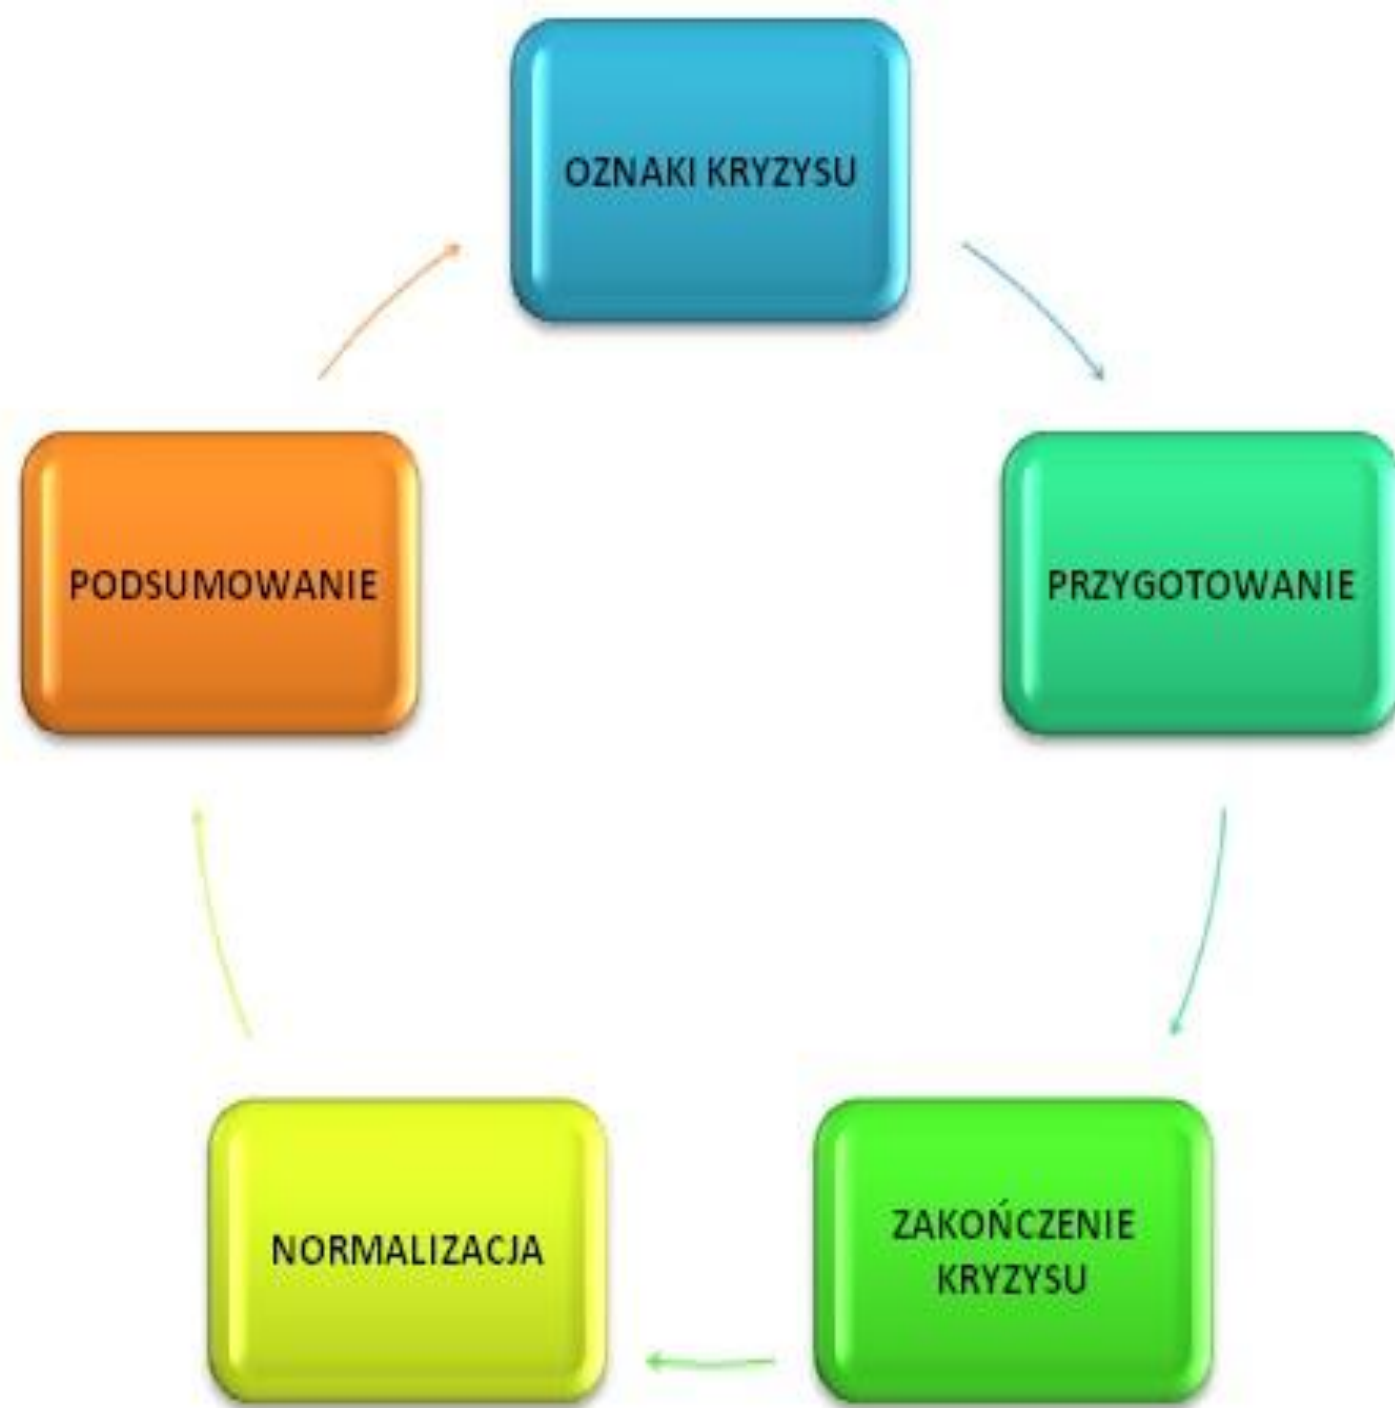 OZNAKI KRYZYSU
PRZYGOTOWANIE
ZAKOŃCZENIE
KRYZYSU
NORMALIZACJA
PODSUMOWANIE